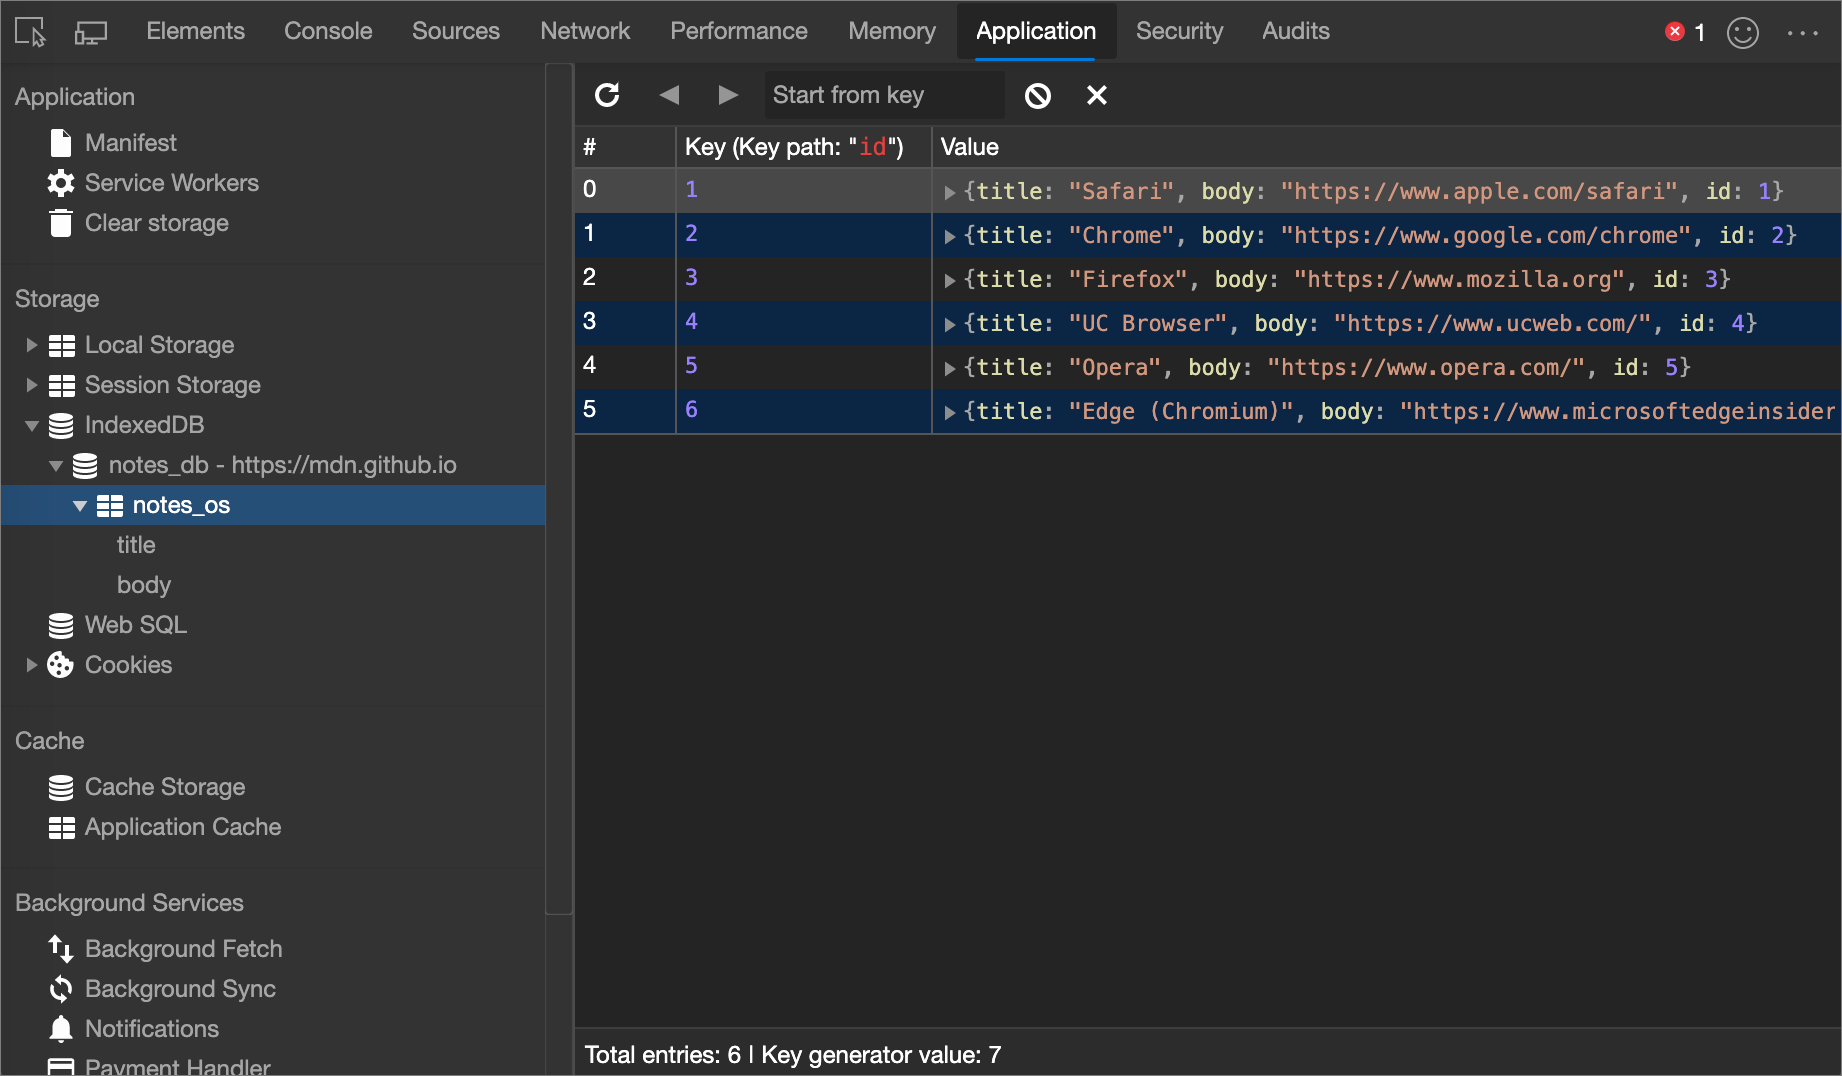 Elements Console Sources Network Performance Memory Application Security Audits 1
Application
Manifest
Service Workers
Clear storage
Storage
Local Storage
Session Storage
IndexedDB
notes_db - https://mdn.github.io
notes_os
title
body
Web SQL
Cookies
Cache
Cache Storage
Application Cache
Background Services
Background Fetch
Background Sync
Notifications
Payment Handler
Start from key
# Key (Key path: "id") Value
0 1 {title: "Safari", body: "https://www.apple.com/safari", id: 1}
1 2 {title: "Chrome", body: "https://www.google.com/chrome", id: 2}
2 3 {title: "Firefox", body: "https://www.mozilla.org", id: 3}
3 4 {title: "UC Browser", body: "https://www.ucweb.com/", id: 4}
4 5 {title: "Opera", body: "https://www.opera.com/", id: 5}
5 6 {title: "Edge (Chromium)", body: "https://www.microsoftedgeinsider
Total entries: 6 | Key generator value: 7